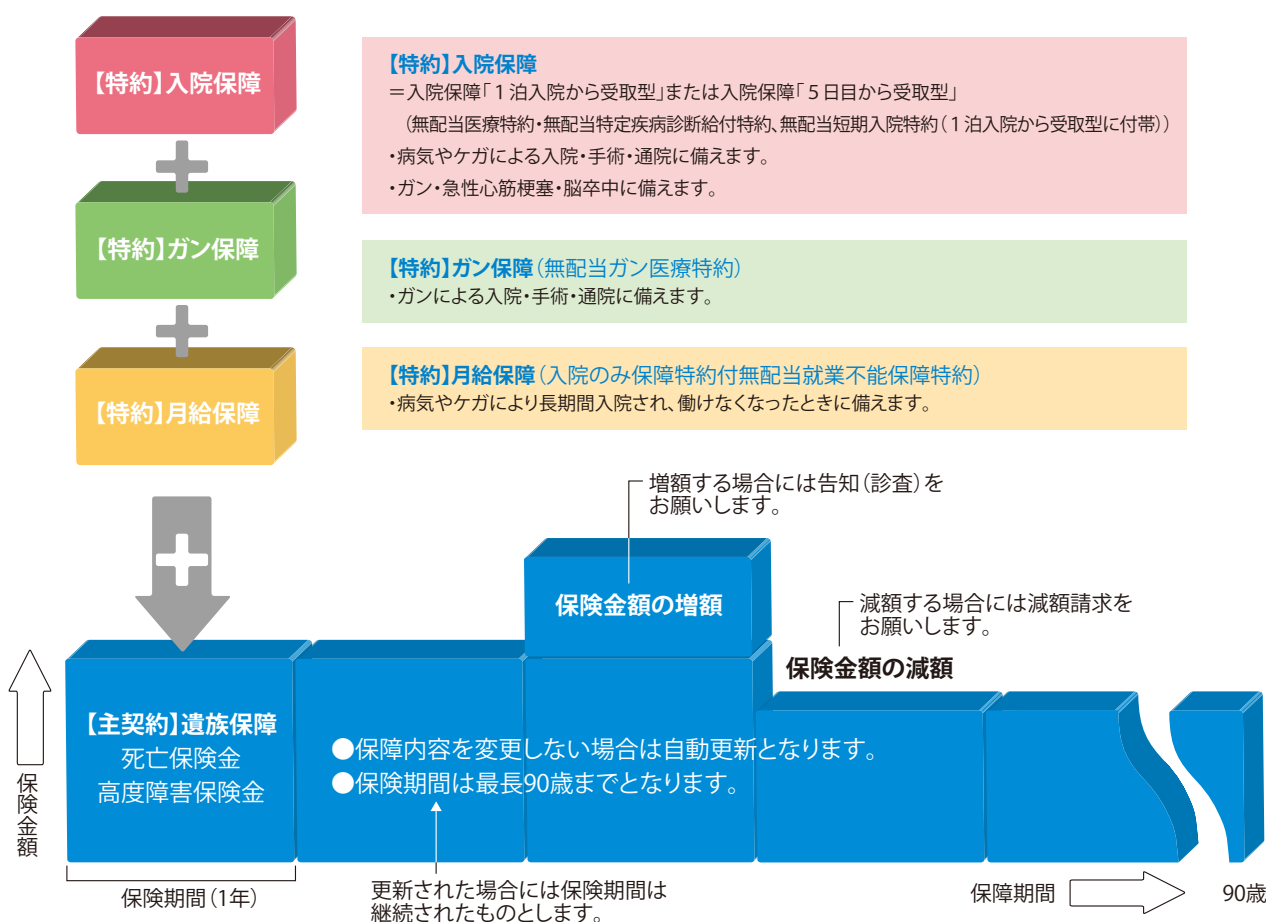 【特約】入院保障
【特約】入院保障
＝入院保障「1泊入院から受取型」または入院保障「5日目から受取型」
（無配当医療特約・無配当特定疾病診断給付特約、無配当短期入院特約（1泊入院から受取型に付帯））
・病気やケガによる入院・手術・通院に備えます。
・ガン・急性心筋梗塞・脳卒中に備えます。
【特約】ガン保障
【特約】ガン保障（無配当ガン医療特約）
・ガンによる入院・手術・通院に備えます。
【特約】月給保障
【特約】月給保障（入院のみ保障特約付無配当就業不能保障特約）
・病気やケガにより長期間入院され、働けなくなったときに備えます。
増額する場合には告知（診査）を
お願いします。
保険金額の増額
減額する場合には減額請求を
お願いします。
保険金額の減額
【主契約】遺族保障
死亡保険金
高度障害保険金
●保障内容を変更しない場合は自動更新となります。
●保険期間は最長90歳までとなります。
保険金額
保険期間（1年）
更新された場合には保険期間は
継続されたものとします。
保障期間
90歳